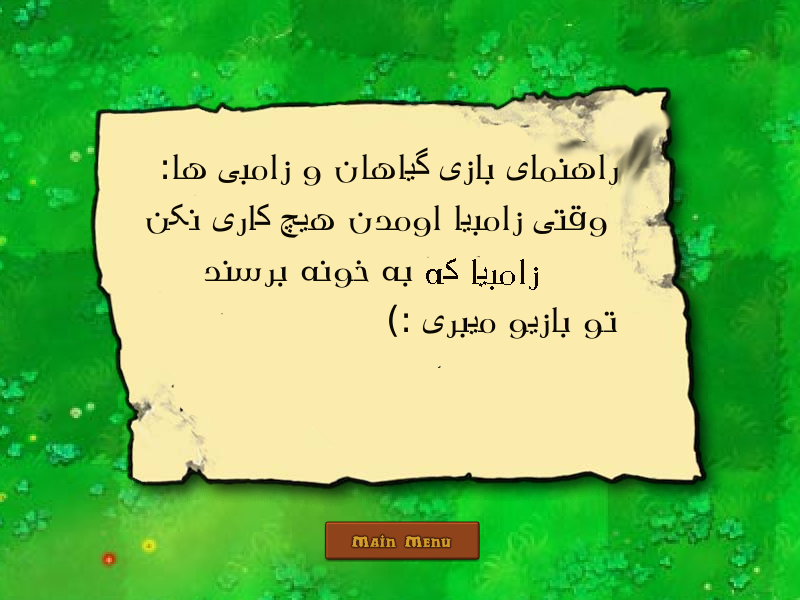 راهنمای بازی گیاهان و زامبی ها:
وقتی زامبیا اومدن هیچ کاری نکن
زامبیا که به خونه برسند
تو بازیو میبری :)
Main Menu